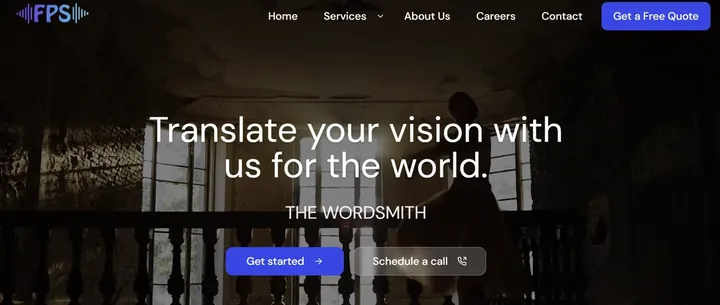 FPS
Home Services About Us Careers Contact Get a Free Quote
Translate your vision with
us for the world.
THE WORDSMITH
Get started Schedule a call